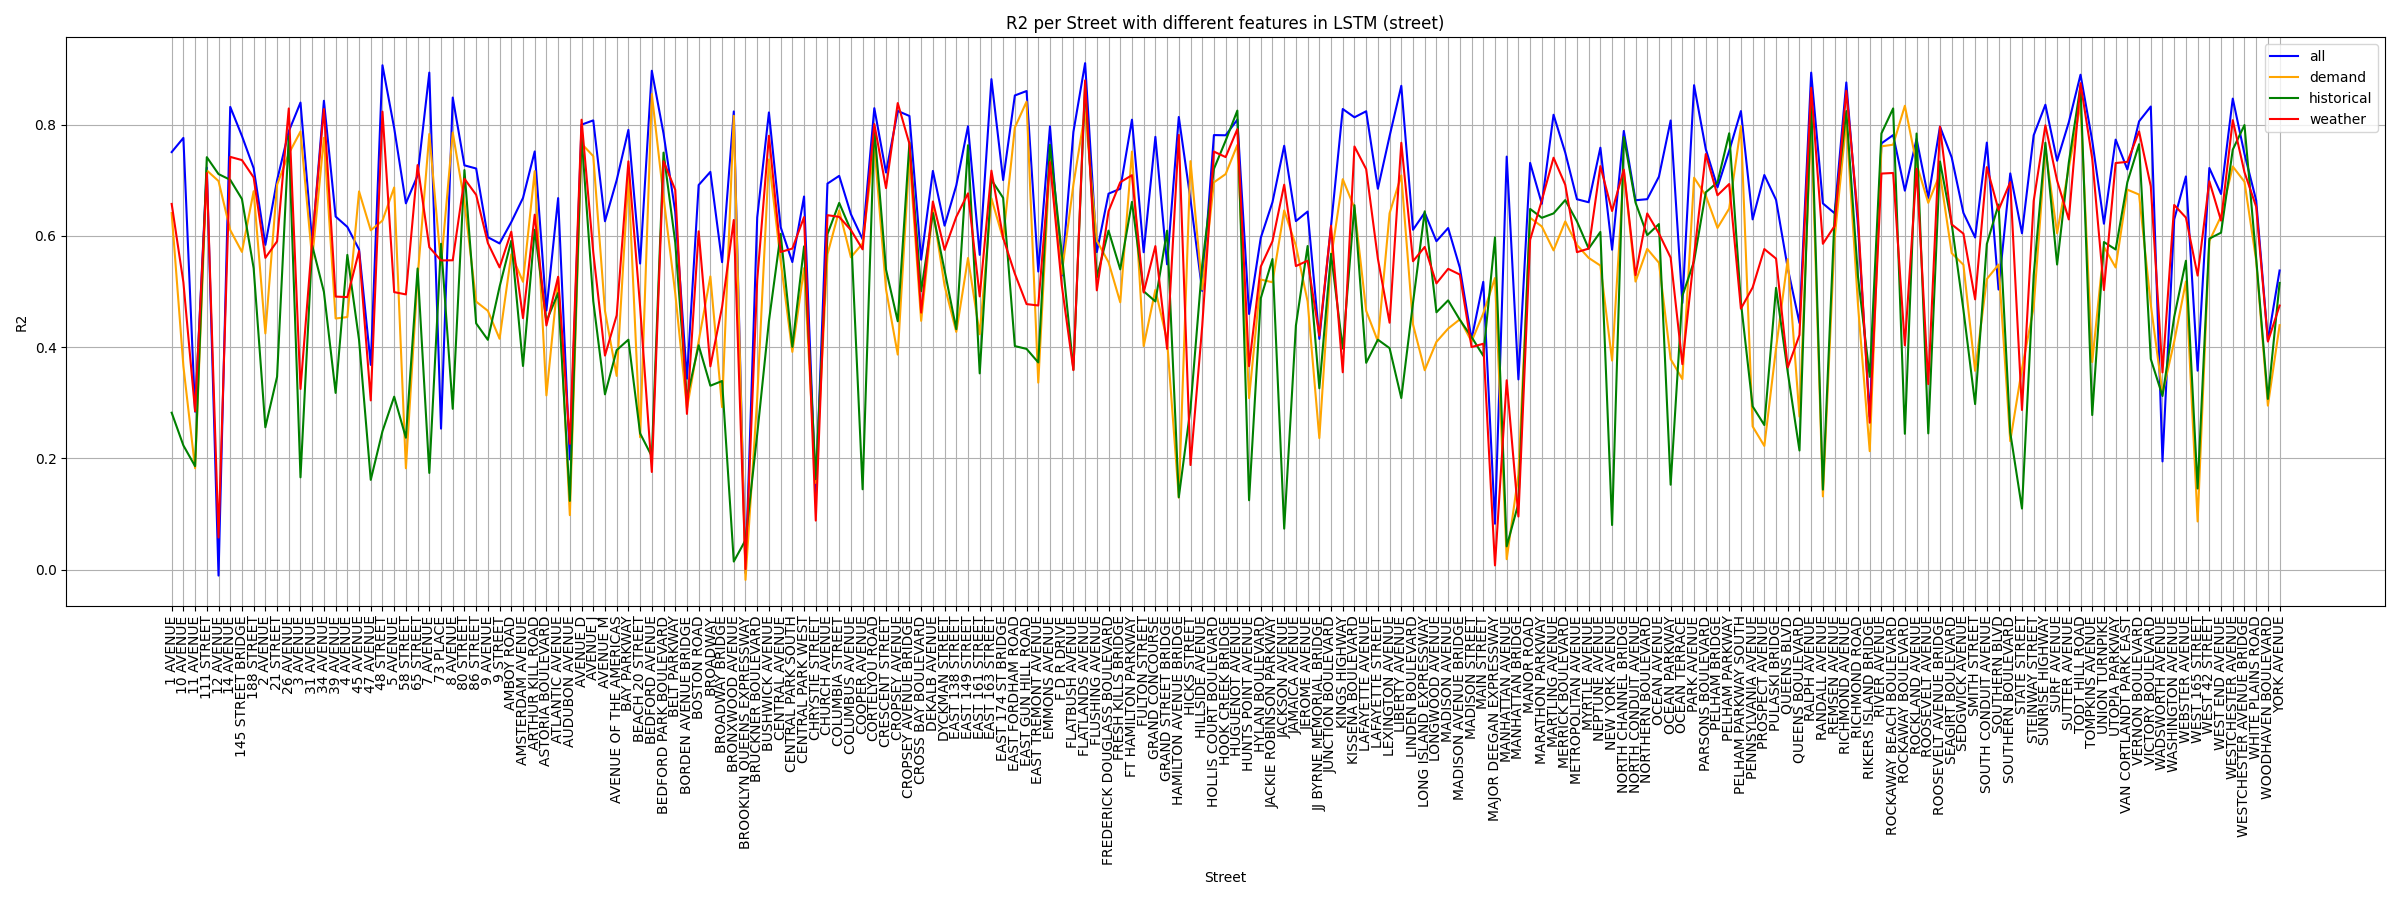 R2 per Street with different features in LSTM (street)
all
demand
historical
weather
R2
0.8
0.6
0.4
0.2
0.0
1 AVENUE
10 AVENUE
11 AVENUE
111 STREET
12 AVENUE
14 AVENUE
145 STREET BRIDGE
188 STREET
2 AVENUE
21 STREET
26 AVENUE
3 AVENUE
31 AVENUE
34 AVENUE
39 AVENUE
4 AVENUE
45 AVENUE
47 AVENUE
48 STREET
5 AVENUE
58 STREET
65 STREET
7 AVENUE
73 PLACE
8 AVENUE
80 STREET
86 STREET
9 AVENUE
9 STREET
AMBOY ROAD
AMSTERDAM AVENUE
ARTHUR KILL ROAD
ASTORIA BOULEVARD
ATLANTIC AVENUE
AUDUBON AVENUE
AVENUE D
AVENUE I
AVENUE M
AVENUE OF THE AMERICAS
BAY PARKWAY
BEACH 20 STREET
BEDFORD AVENUE
BEDFORD PARK BOULEVARD
BELT PARKWAY
BORDEN AVENUE BRIDGE
BOSTON ROAD
BROADWAY
BROADWAY BRIDGE
BRONXWOOD AVENUE
BROOKLYN QUEENS EXPRESSWAY
BRUCKNER BOULEVARD
BUSHWICK AVENUE
CENTRAL AVENUE
CENTRAL PARK SOUTH
CENTRAL PARK WEST
CHRYSTIE STREET
CHURCH AVENUE
COLUMBIA STREET
COLUMBUS AVENUE
COOPER AVENUE
CORTELYOU ROAD
CRESCENT STREET
CROPSEY AVENUE
CROPSEY AVENUE BRIDGE
CROSS BAY BOULEVARD
DEKALB AVENUE
DYCKMAN STREET
EAST 138 STREET
EAST 149 STREET
EAST 161 STREET
EAST 163 STREET
EAST 174 ST BRIDGE
EAST FORDHAM ROAD
EAST GUN HILL ROAD
EAST TREMONT AVENUE
EMMONS AVENUE
F D R DRIVE
FLATBUSH AVENUE
FLATLANDS AVENUE
FLUSHING AVENUE
FREDERICK DOUGLASS BOULEVARD
FRESH KILLS BRIDGE
FT HAMILTON PARKWAY
FULTON STREET
GRAND CONCOURSE
GRAND STREET BRIDGE
HAMILTON AVENUE BRIDGE
HICKS STREET
HILLSIDE AVENUE
HOLLIS COURT BOULEVARD
HOOK CREEK BRIDGE
HUGUENOT AVENUE
HUNTS POINT AVENUE
HYLAN BOULEVARD
JACKIE ROBINSON PARKWAY
JACKSON AVENUE
JAMAICA AVENUE
JEROME AVENUE
JJ BYRNE MEMORIAL BRIDGE
JUNCTION BOULEVARD
KINGS HIGHWAY
KISSENA BOULEVARD
LAFAYETTE AVENUE
LAFAYETTE STREET
LEXINGTON AVENUE
LIBERTY AVENUE
LINDEN BOULEVARD
LONG ISLAND EXPRESSWAY
LONGWOOD AVENUE
MADISON AVENUE
MADISON AVENUE BRIDGE
MADISON STREET
MAIN STREET
MAJOR DEEGAN EXPRESSWAY
MANHATTAN AVENUE
MANHATTAN BRIDGE
MANOR ROAD
MARATHON PARKWAY
MARTIN AVENUE
MERRICK BOULEVARD
METROPOLITAN AVENUE
MYRTLE AVENUE
NEPTUNE AVENUE
NEW YORK AVENUE
NORTH CHANNEL BRIDGE
NORTH CONDUIT AVENUE
NORTHERN BOULEVARD
OCEAN AVENUE
OCEAN PARKWAY
OCEAN TERRACE
PARK AVENUE
PARSONS BOULEVARD
PELHAM BRIDGE
PELHAM PARKWAY
PELHAM PARKWAY SOUTH
PENNSYLVANIA AVENUE
PROSPECT AVENUE
PULASKI BRIDGE
QUEENS BLVD
QUEENS BOULEVARD
RALPH AVENUE
RANDALL AVENUE
REMSEN AVENUE
RICHMOND AVENUE
RICHMOND ROAD
RIKERS ISLAND BRIDGE
RIVER AVENUE
ROCKAWAY BEACH BOULEVARD
ROCKAWAY BOULEVARD
ROCKLAND AVENUE
ROOSEVELT AVENUE
ROOSEVELT AVENUE BRIDGE
SEAGIRT BOULEVARD
SEDGWICK AVENUE
SMITH STREET
SOUTH CONDUIT AVENUE
SOUTHERN BLVD
SOUTHERN BOULEVARD
STATE STREET
STEINWAY STREET
SUNRISE HIGHWAY
SURF AVENUE
SUTTER AVENUE
TODT HILL ROAD
TOMPKINS AVENUE
UNION TURNPIKE
UTOPIA PARKWAY
VAN CORTLANDT PARK EAST
VERNON BOULEVARD
VICTORY BOULEVARD
WADSWORTH AVENUE
WASHINGTON AVENUE
WEBSTER AVENUE
WEST 165 STREET
WEST 42 STREET
WEST END AVENUE
WESTCHESTER AVENUE
WESTCHESTER AVENUE BRIDGE
WHITE PLAINS ROAD
WOODHAVEN BOULEVARD
YORK AVENUE
Street